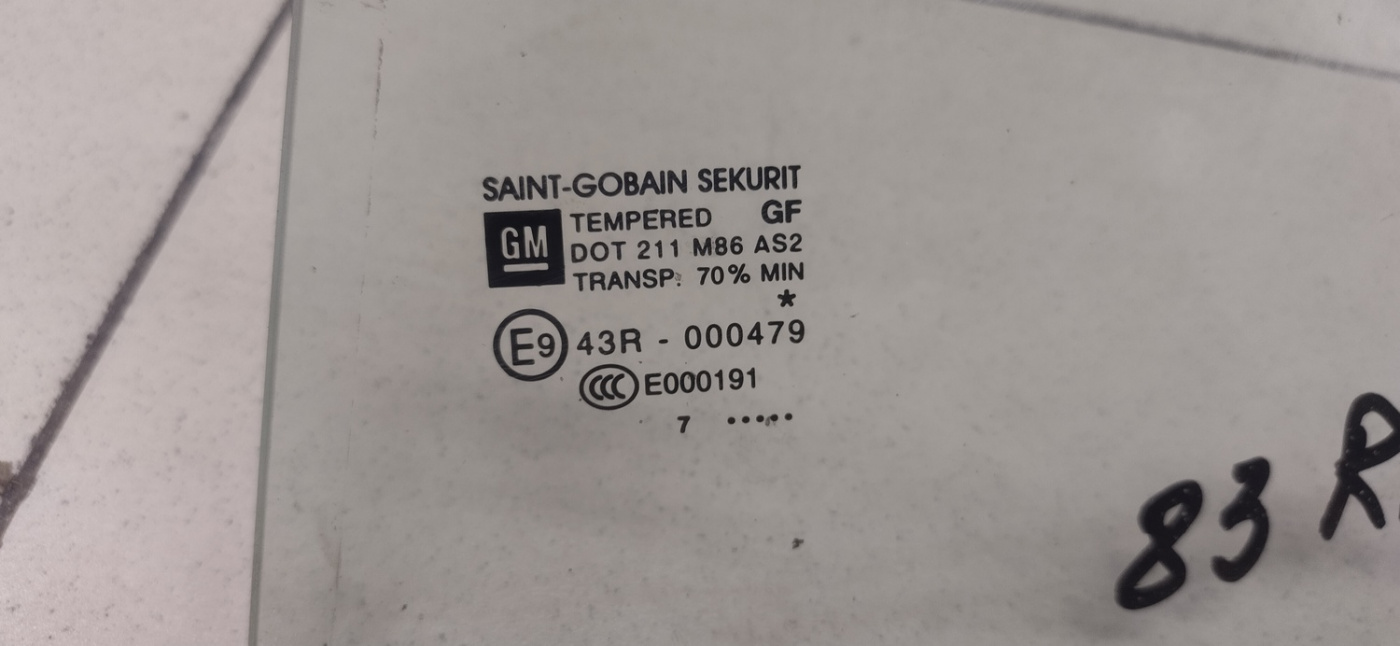 SAINT-GOBAIN SEKURIT
GM TEMPERED GF
DOT 211 M86 AS2
TRANSP: 70% MIN
*
E9 43R - 000479
CCC E000191
7 •••••
83 R